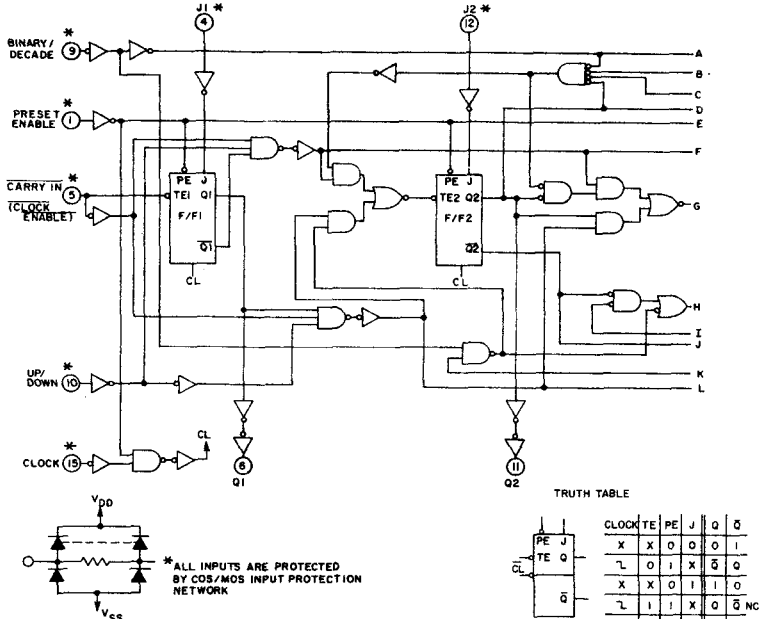 J1 *
4
J2 *
12
*
BINARY/
DECADE
9
A
B
C
D
*
PRESET
ENABLE
1
E
F
PE J
TE1 Q1
F/F1
Q1
CL
PE J
TE2 Q2
F/F2
Q2
CL
*
CARRY IN
(CLOCK
ENABLE)
5
G
H
I
J
K
L
*
UP/
DOWN
10
*
CLOCK
15
CL
6
Q1
11
Q2
VDD
VSS
* ALL INPUTS ARE PROTECTED
BY COS/MOS INPUT PROTECTION
NETWORK
PE J
TE Q
CL
Q
TRUTH TABLE
CLOCK TE PE J Q Q
X X 0 0 0 1
0 1 X Q Q
X X 0 1 1 0
1 1 X Q Q NC